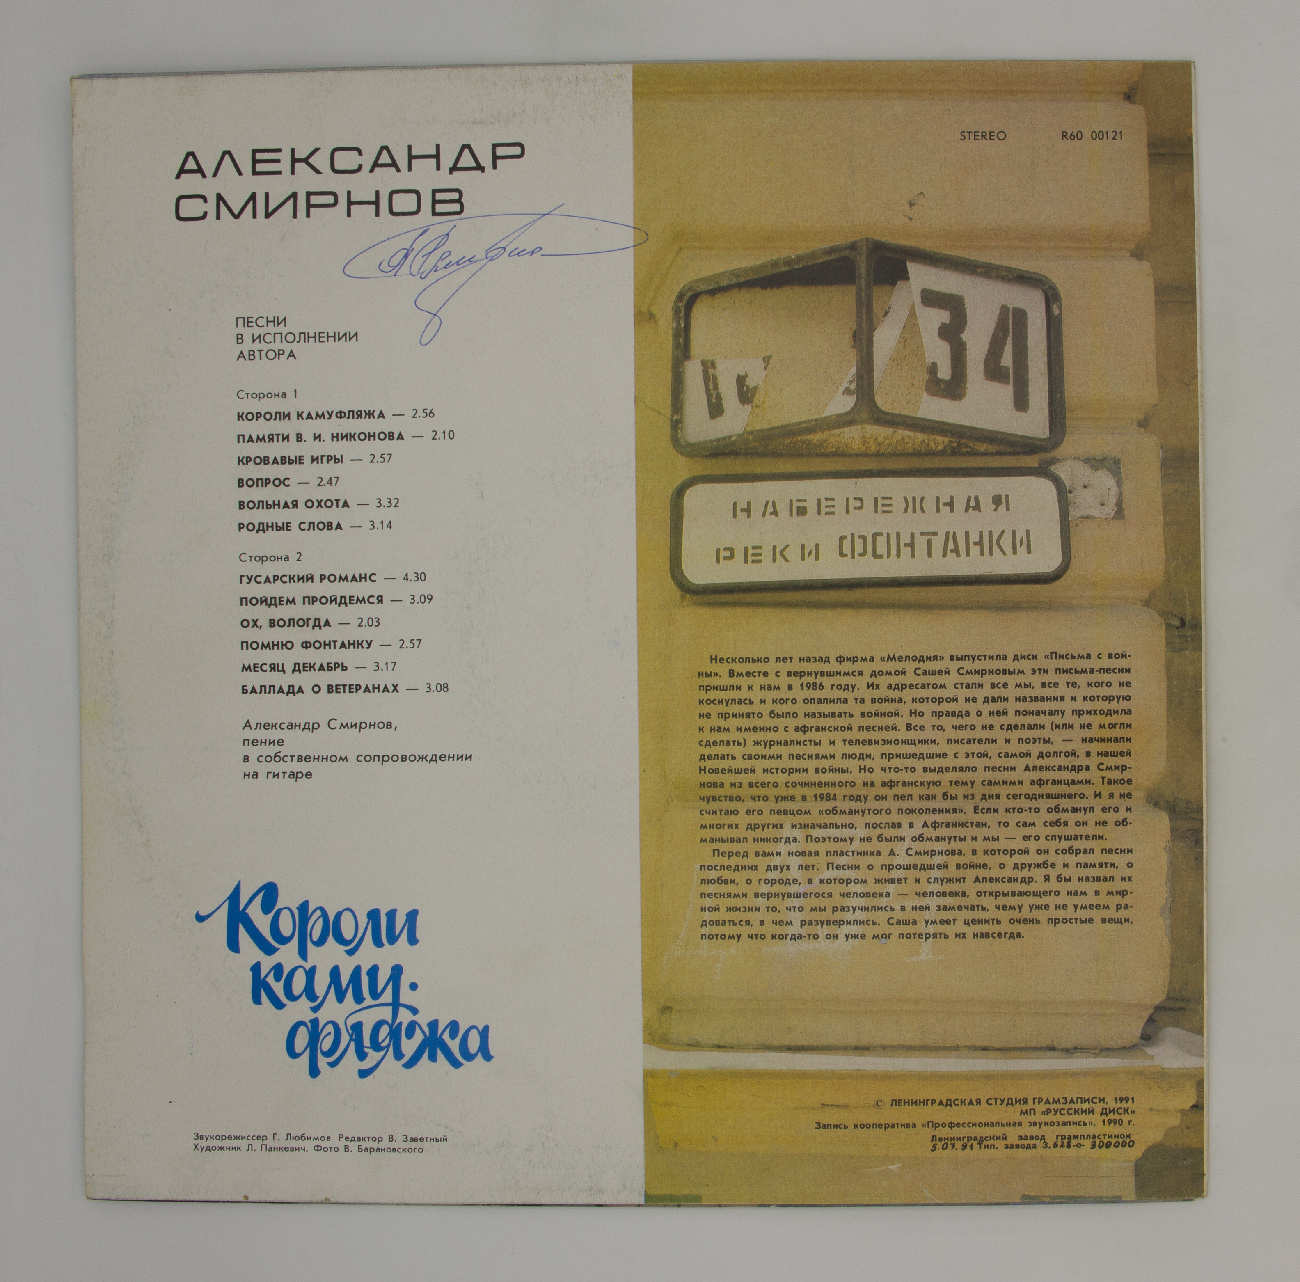 АЛЕКСАНДР
СМИРНОВ
ПЕСНИ
В ИСПОЛНЕНИИ
АВТОРА
Сторона 1
КОРОЛИ КАМУФЛЯЖА — 2.56
ПАМЯТИ В. И. НИКОНОВА — 2.10
КРОВАВЫЕ ИГРЫ — 2.57
ВОПРОС — 2.47
ВОЛЬНАЯ ОХОТА — 3.32
РОДНЫЕ СЛОВА — 3.14
Сторона 2
ГУСАРСКИЙ РОМАНС — 4.30
ПОЙДЕМ ПРОЙДЕМСЯ — 3.09
ОХ, ВОЛОГДА — 2.03
ПОМНЮ ФОНТАНКУ — 2.57
МЕСЯЦ ДЕКАБРЬ — 3.17
БАЛЛАДА О ВЕТЕРАНАХ — 3.08
Александр Смирнов,
пение
в собственном сопровождении
на гитаре
Короли
каму-
фляжа
Звукорежиссер Г. Любимов Редактор В. Заветный
Художник Л. Панкевич. Фото В. Барановского
STEREO R60 00121
34
НАБЕРЕЖНАЯ
РЕКИ ФОНТАНКИ
Несколько лет назад фирма «Мелодия» выпустила диск «Письма с вой-
ны». Вместе с вернувшимся домой Сашей Смирновым эти письма-песни
пришли к нам в 1986 году. Их адресатом стали все мы, все те, кого не
коснулась и кого опалила та война, которой не дали названия и которую
не принято было называть войной. Но правда о ней поначалу приходила
к нам именно с афганской песней. Все то, чего не сделали (или не могли
сделать) журналисты и телевизионщики, писатели и поэты, — начинали
делать своими песнями люди, пришедшие с этой, самой долгой, в нашей
Новейшей истории войны. Но что-то выделяло песни Александра Смир-
нова из всего сочиненного на афганскую тему самими афганцами. Такое
чувство, что уже в 1984 году он пел как бы из дня сегодняшнего. И я не
считаю его певцом «обманутого поколения». Если кто-то обманул его и
многих других изначально, послав в Афганистан, то сам себя он не об-
манывал никогда. Поэтому не были обмануты и мы — его слушатели.
Перед вами новая пластинка А. Смирнова, в которой он собрал песни
последних двух лет. Песни о прошедшей войне, о дружбе и памяти, о
любви, о городе, в котором живет и служит Александр. Я бы назвал их
песнями вернувшегося человека — человека, открывающего нам в мир-
ной жизни то, что мы разучились в ней замечать, чему уже не умеем ра-
доваться, в чем разуверились. Саша умеет ценить очень простые вещи,
потому что когда-то он уже мог потерять их навсегда.
© ЛЕНИНГРАДСКАЯ СТУДИЯ ГРАМЗАПИСИ, 1991
МП «РУССКИЙ ДИСК»
Запись кооператива «Профессиональная звукозапись», 1990 г.
Ленинградский завод грампластинок
5.07.91 Тип. завода З.628-о-